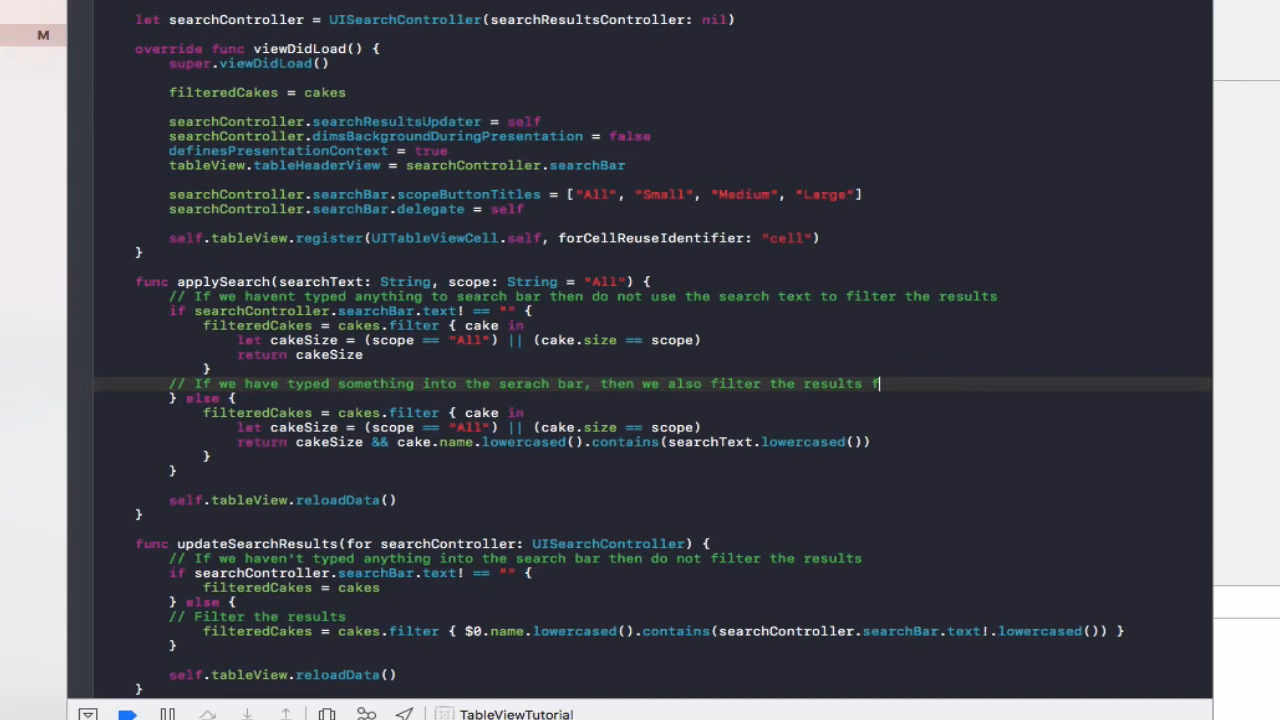 let searchController = UISearchController(searchResultsController: nil)
M
override func viewDidLoad() {
super.viewDidLoad()
filteredCakes = cakes
searchController.searchResultsUpdater = self
searchController.dimsBackgroundDuringPresentation = false
definesPresentationContext = true
tableView.tableHeaderView = searchController.searchBar
searchController.searchBar.scopeButtonTitles = ["All", "Small", "Medium", "Large"]
searchController.searchBar.delegate = self
self.tableView.register(UITableViewCell.self, forCellReuseIdentifier: "cell")
}
func applySearch(searchText: String, scope: String = "All") {
// If we havent typed anything to search bar then do not use the search text to filter the results
if searchController.searchBar.text! == "" {
filteredCakes = cakes.filter { cake in
let cakeSize = (scope == "All") || (cake.size == scope)
return cakeSize
}
// If we have typed something into the serach bar, then we also filter the results f
} else {
filteredCakes = cakes.filter { cake in
let cakeSize = (scope == "All") || (cake.size == scope)
return cakeSize && cake.name.lowercased().contains(searchText.lowercased())
}
}
self.tableView.reloadData()
}
func updateSearchResults(for searchController: UISearchController) {
// If we haven't typed anything into the search bar then do not filter the results
if searchController.searchBar.text! == "" {
filteredCakes = cakes
} else {
// Filter the results
filteredCakes = cakes.filter { $0.name.lowercased().contains(searchController.searchBar.text!.lowercased()) }
}
self.tableView.reloadData()
}
TableViewTutorial